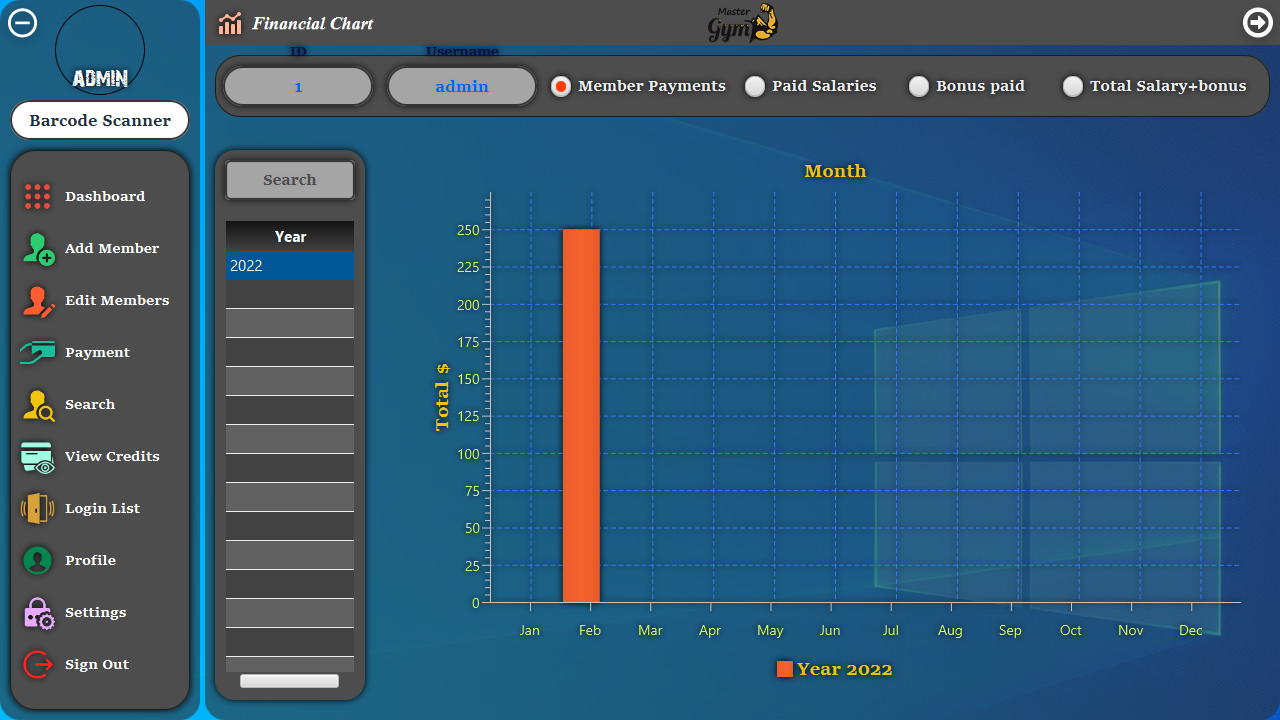 ADMIN
Barcode Scanner
Dashboard
Add Member
Edit Members
Payment
Search
View Credits
Login List
Profile
Settings
Sign Out
Financial Chart
Master
Gym
ID
Username
1
admin
Member Payments
Paid Salaries
Bonus paid
Total Salary+bonus
Search
Year
2022
Month
Total $
250
225
200
175
150
125
100
75
50
25
0
Jan Feb Mar Apr May Jun Jul Aug Sep Oct Nov Dec
Year 2022